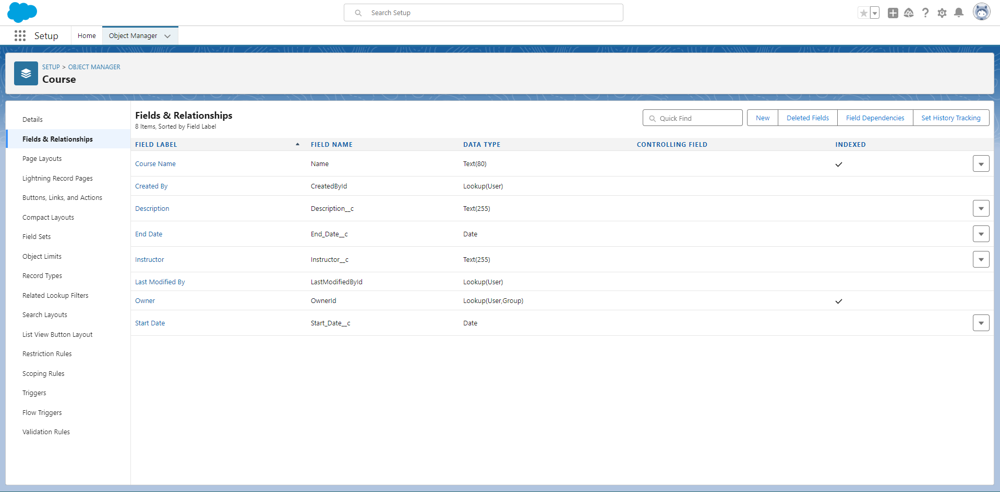 Search Setup
Setup
Home
Object Manager
SETUP > OBJECT MANAGER
Course
Details
Fields & Relationships
Page Layouts
Lightning Record Pages
Buttons, Links, and Actions
Compact Layouts
Field Sets
Object Limits
Record Types
Related Lookup Filters
Search Layouts
List View Button Layout
Restriction Rules
Scoping Rules
Triggers
Flow Triggers
Validation Rules
Fields & Relationships
8 Items, Sorted by Field Label
Quick Find
New
Deleted Fields
Field Dependencies
Set History Tracking
FIELD LABEL FIELD NAME DATA TYPE CONTROLLING FIELD INDEXED
Course Name Name Text(80)
Created By CreatedById Lookup(User)
Description Description__c Text(255)
End Date End_Date__c Date
Instructor Instructor__c Text(255)
Last Modified By LastModifiedById Lookup(User)
Owner OwnerId Lookup(User,Group)
Start Date Start_Date__c Date